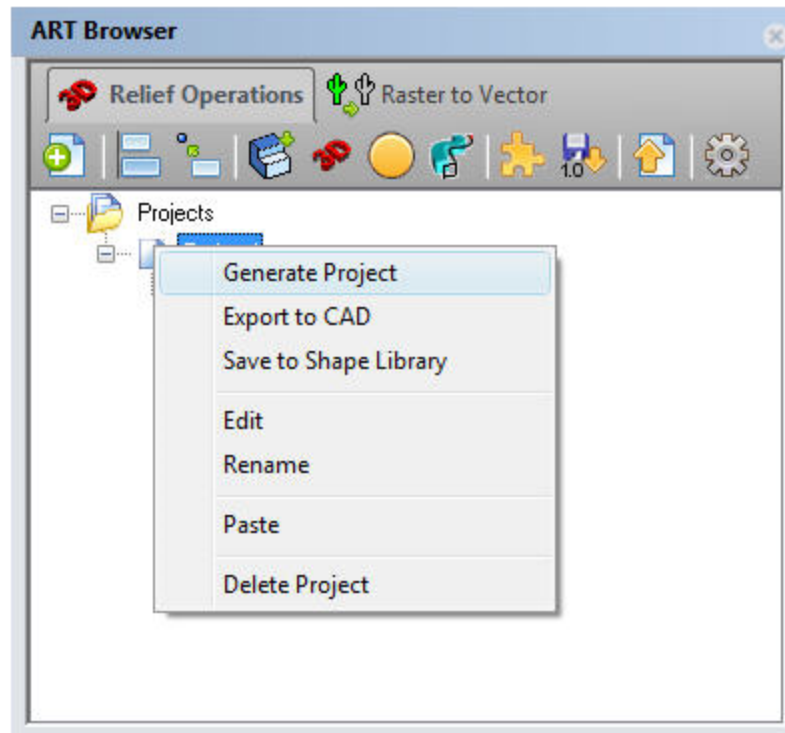 ART Browser
Relief Operations
Raster to Vector
1.0
Projects
Generate Project
Export to CAD
Save to Shape Library
Edit
Rename
Paste
Delete Project